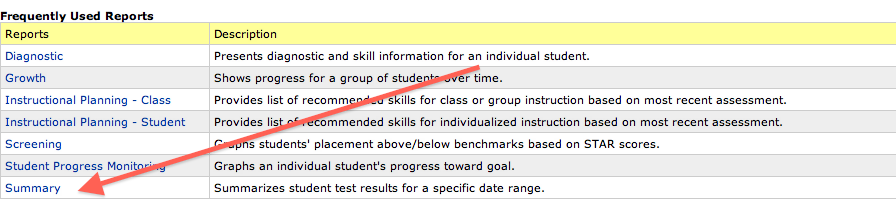 Frequently Used Reports
Reports Description
Diagnostic Presents diagnostic and skill information for an individual student.
Growth Shows progress for a group of students over time.
Instructional Planning - Class Provides list of recommended skills for class or group instruction based on most recent assessment.
Instructional Planning - Student Provides list of recommended skills for individualized instruction based on most recent assessment.
Screening Graphs students' placement above/below benchmarks based on STAR scores.
Student Progress Monitoring Graphs an individual student's progress toward goal.
Summary Summarizes student test results for a specific date range.